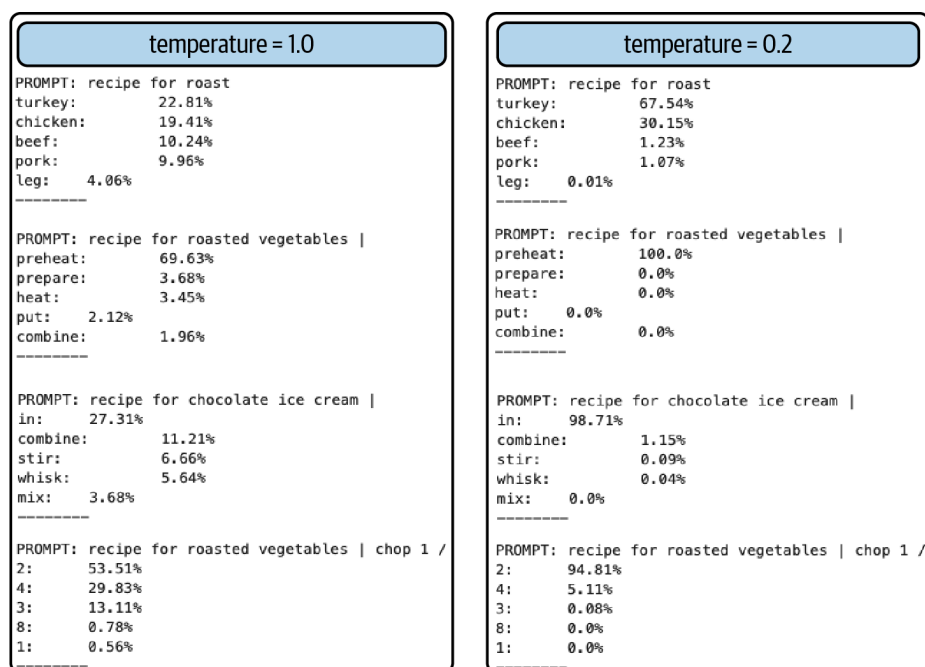 temperature = 1.0
PROMPT: recipe for roast
turkey: 22.81%
chicken: 19.41%
beef: 10.24%
pork: 9.96%
leg: 4.06%
--------
PROMPT: recipe for roasted vegetables |
preheat: 69.63%
prepare: 3.68%
heat: 3.45%
put: 2.12%
combine: 1.96%
--------
PROMPT: recipe for chocolate ice cream |
in: 27.31%
combine: 11.21%
stir: 6.66%
whisk: 5.64%
mix: 3.68%
--------
PROMPT: recipe for roasted vegetables | chop 1 /
2: 53.51%
4: 29.83%
3: 13.11%
8: 0.78%
1: 0.56%
--------
temperature = 0.2
PROMPT: recipe for roast
turkey: 67.54%
chicken: 30.15%
beef: 1.23%
pork: 1.07%
leg: 0.01%
--------
PROMPT: recipe for roasted vegetables |
preheat: 100.0%
prepare: 0.0%
heat: 0.0%
put: 0.0%
combine: 0.0%
--------
PROMPT: recipe for chocolate ice cream |
in: 98.71%
combine: 1.15%
stir: 0.09%
whisk: 0.04%
mix: 0.0%
--------
PROMPT: recipe for roasted vegetables | chop 1 /
2: 94.81%
4: 5.11%
3: 0.08%
8: 0.0%
1: 0.0%
--------